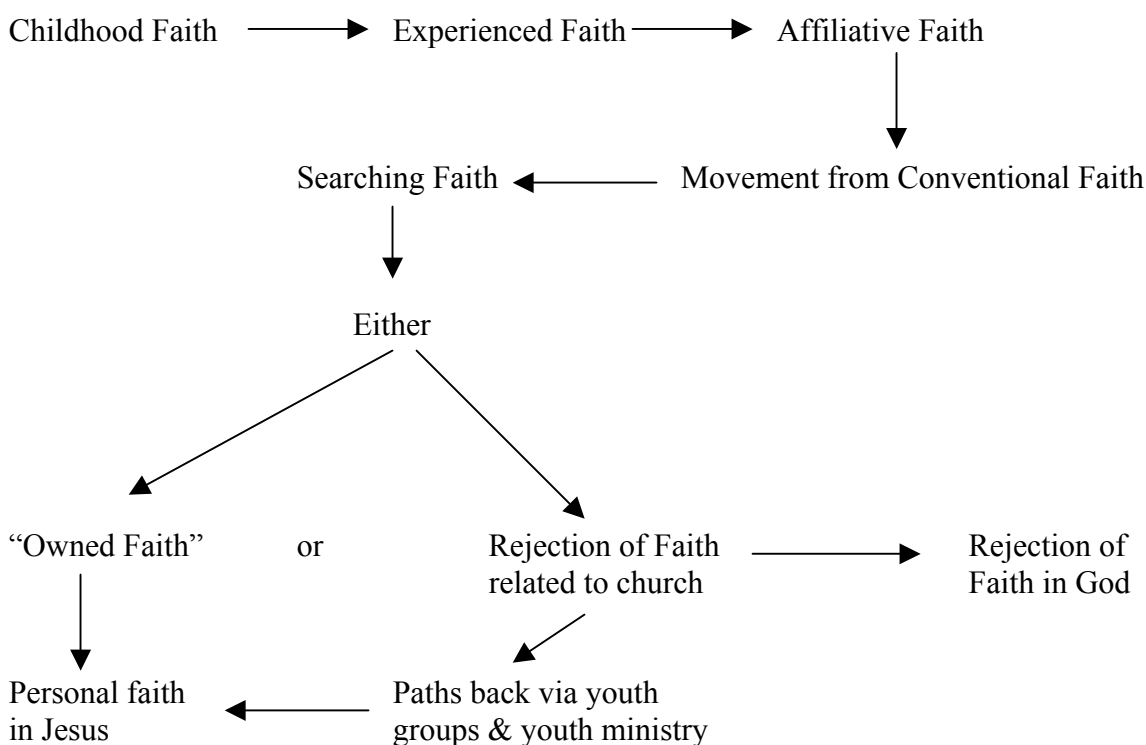 Childhood Faith Experienced Faith Affiliative Faith
Searching Faith Movement from Conventional Faith
Either
“Owned Faith” or Rejection of Faith Rejection of
related to church Faith in God
Personal faith Paths back via youth
in Jesus groups & youth ministry